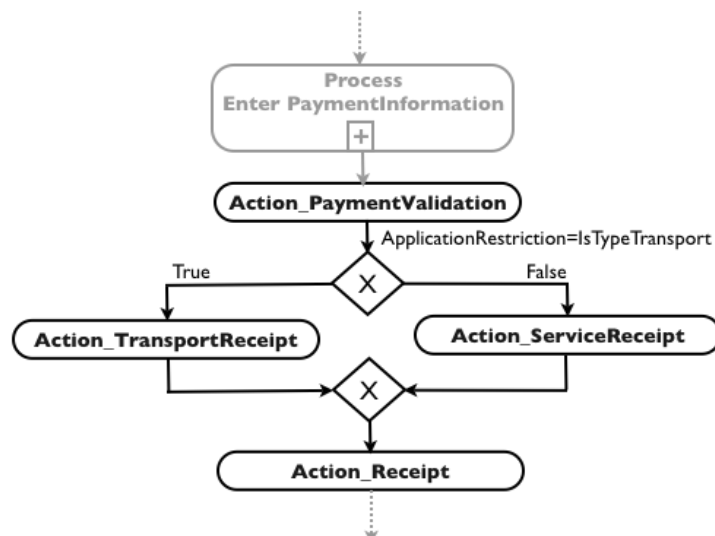 Process
Enter PaymentInformation
+
Action_PaymentValidation
ApplicationRestriction=IsTypeTransport
True
X
False
Action_TransportReceipt
Action_ServiceReceipt
X
Action_Receipt